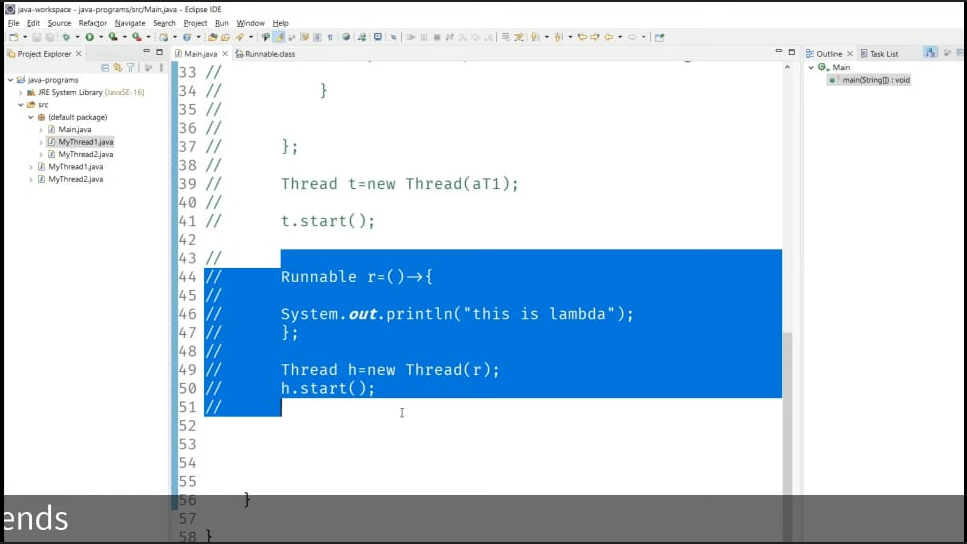 java-workspace - java-programs/src/Main.java - Eclipse IDE
File Edit Source Refactor Navigate Search Project Run Window Help
Project Explorer
java-programs
JRE System Library [JavaSE-16]
src
(default package)
Main.java
MyThread1.java
MyThread2.java
MyThread1.java
MyThread2.java
Main.java Runnable.class
33 //
34 // }
35 //
36 //
37 // };
38 //
39 // Thread t=new Thread(aT1);
40 //
41 // t.start();
42
43 //
44 // Runnable r=()->{
45 //
46 // System.out.println("this is lambda");
47 // };
48 //
49 // Thread h=new Thread(r);
50 // h.start();
51 //
52
53
54
55
56 }
57
58 }
Outline Task List
Main
main(String[]) : void
ends